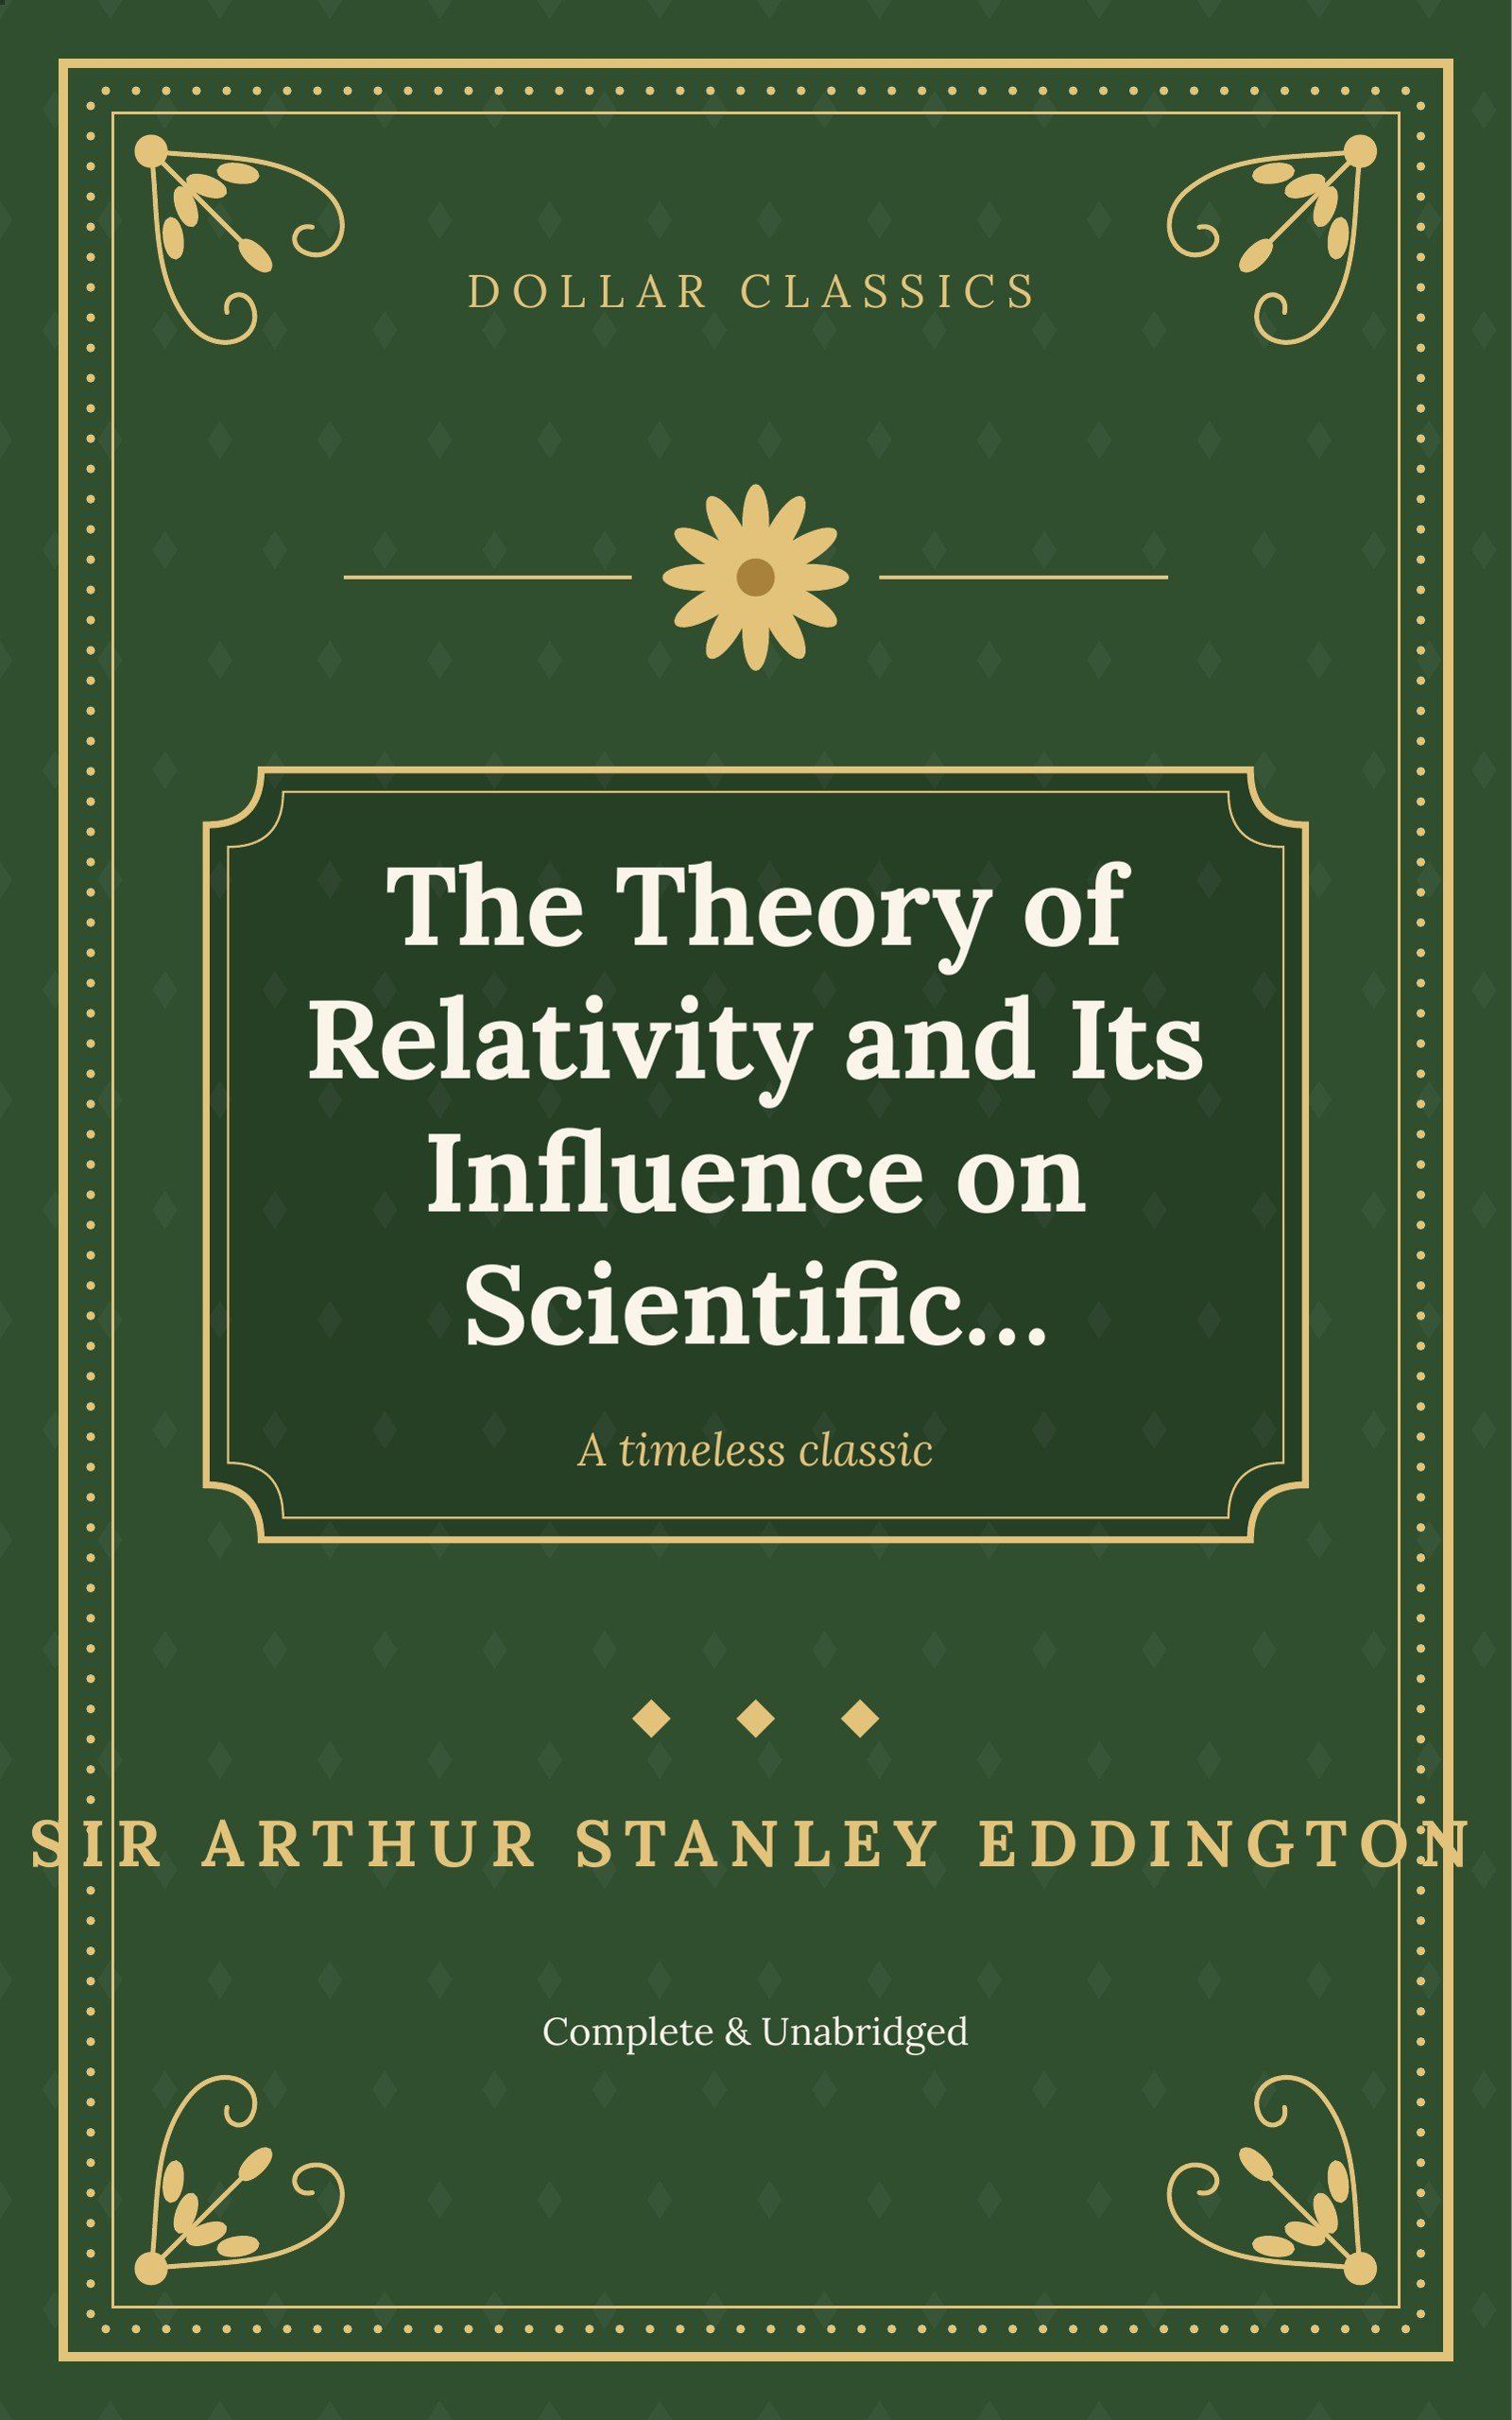 DOLLAR CLASSICS
The Theory of
Relativity and Its
Influence on
Scientific...
A timeless classic
SIR ARTHUR STANLEY EDDINGTON
Complete & Unabridged